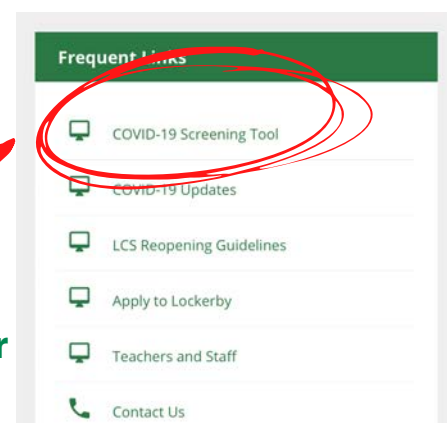 Frequent Links
COVID-19 Screening Tool
COVID-19 Updates
LCS Reopening Guidelines
Apply to Lockerby
r
Teachers and Staff
Contact Us